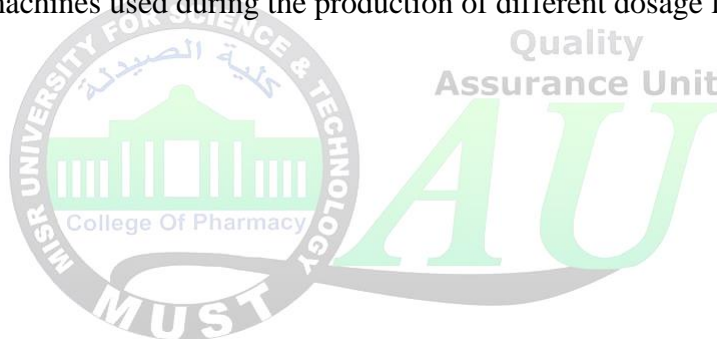 machines used during the production of different dosage
Quality
Assurance Unit
AU
MISR UNIVERSITY FOR SCIENCE & TECHNOLOGY
كلية الصيدلة
College Of Pharmacy
MUST